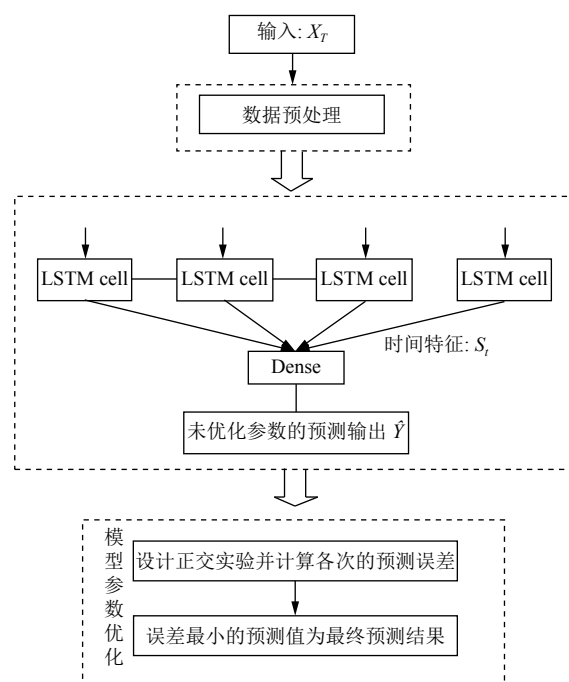 输入: X_T
数据预处理
LSTM cell
LSTM cell
LSTM cell
LSTM cell
时间特征: S_t
Dense
未优化参数的预测输出 Ŷ
模型参数优化
设计正交实验并计算各次的预测误差
误差最小的预测值为最终预测结果